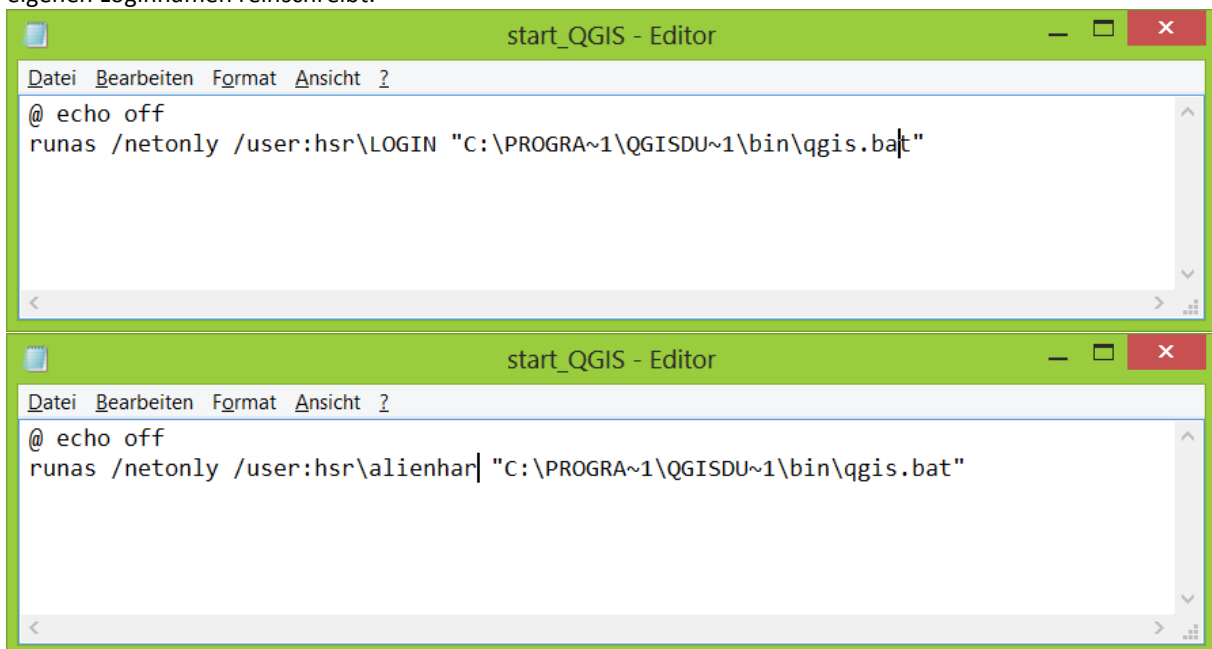 eigenen Loginnamen reinschreibt.
start_QGIS - Editor
Datei Bearbeiten Format Ansicht ?
@ echo off
runas /netonly /user:hsr\LOGIN "C:\PROGRA~1\QGISDU~1\bin\qgis.bat"
start_QGIS - Editor
Datei Bearbeiten Format Ansicht ?
@ echo off
runas /netonly /user:hsr\alienhar "C:\PROGRA~1\QGISDU~1\bin\qgis.bat"